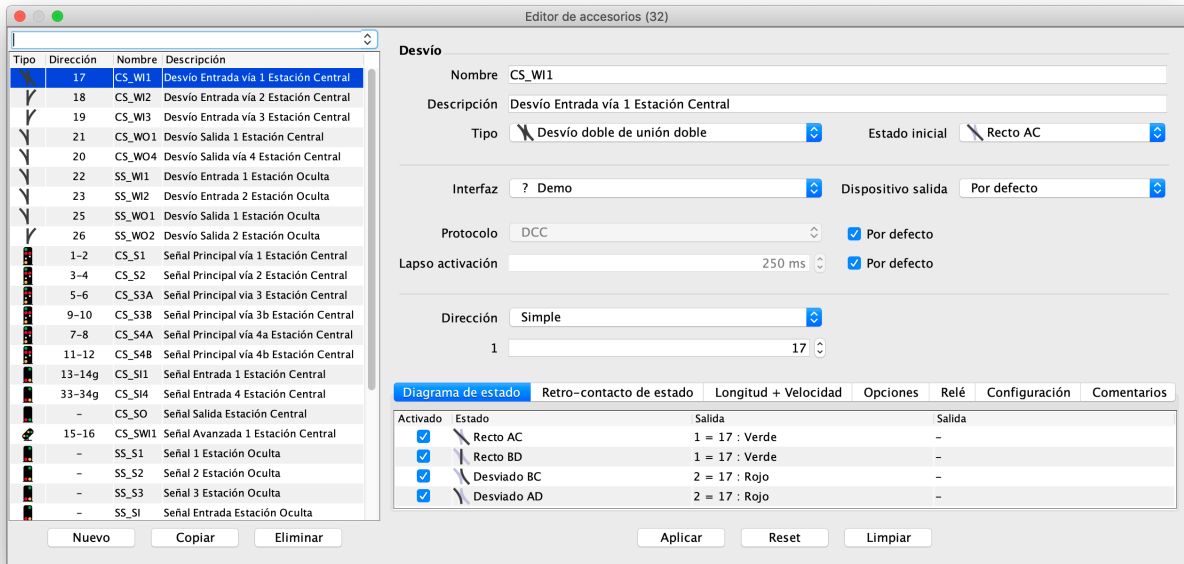 Editor de accesorios (32)
Tipo Dirección Nombre Descripción
17 CS_WI1 Desvío Entrada vía 1 Estación Central
18 CS_WI2 Desvío Entrada vía 2 Estación Central
19 CS_WI3 Desvío Entrada vía 3 Estación Central
21 CS_WO1 Desvío Salida 1 Estación Central
20 CS_WO4 Desvío Salida vía 4 Estación Central
22 SS_WI1 Desvío Entrada 1 Estación Oculta
23 SS_WI2 Desvío Entrada 2 Estación Oculta
25 SS_WO1 Desvío Salida 1 Estación Oculta
26 SS_WO2 Desvío Salida 2 Estación Oculta
1-2 CS_S1 Señal Principal vía 1 Estación Central
3-4 CS_S2 Señal Principal vía 2 Estación Central
5-6 CS_S3A Señal Principal via 3 Estación Central
9-10 CS_S3B Señal Principal vía 3b Estación Central
7-8 CS_S4A Señal Principal vía 4a Estación Central
11-12 CS_S4B Señal Principal vía 4b Estación Central
13-14g CS_SI1 Señal Entrada 1 Estación Central
33-34g CS_SI4 Señal Entrada 4 Estación Central
- CS_SO Señal Salida Estación Central
15-16 CS_SWI1 Señal Avanzada 1 Estación Central
- SS_S1 Señal 1 Estación Oculta
- SS_S2 Señal 2 Estación Oculta
- SS_S3 Señal 3 Estación Oculta
- SS_SI Señal Entrada Estación Oculta
Nuevo Copiar Eliminar
Desvío
Nombre CS_WI1
Descripción Desvío Entrada vía 1 Estación Central
Tipo Desvío doble de unión doble Estado inicial Recto AC
Interfaz ? Demo Dispositivo salida Por defecto
Protocolo DCC Por defecto
Lapso activación 250 ms Por defecto
Dirección Simple
1 17
Diagrama de estado Retro-contacto de estado Longitud + Velocidad Opciones Relé Configuración Comentarios
Activado Estado Salida Salida
Recto AC 1 = 17 : Verde -
Recto BD 1 = 17 : Verde -
Desviado BC 2 = 17 : Rojo -
Desviado AD 2 = 17 : Rojo -
Aplicar Reset Limpiar